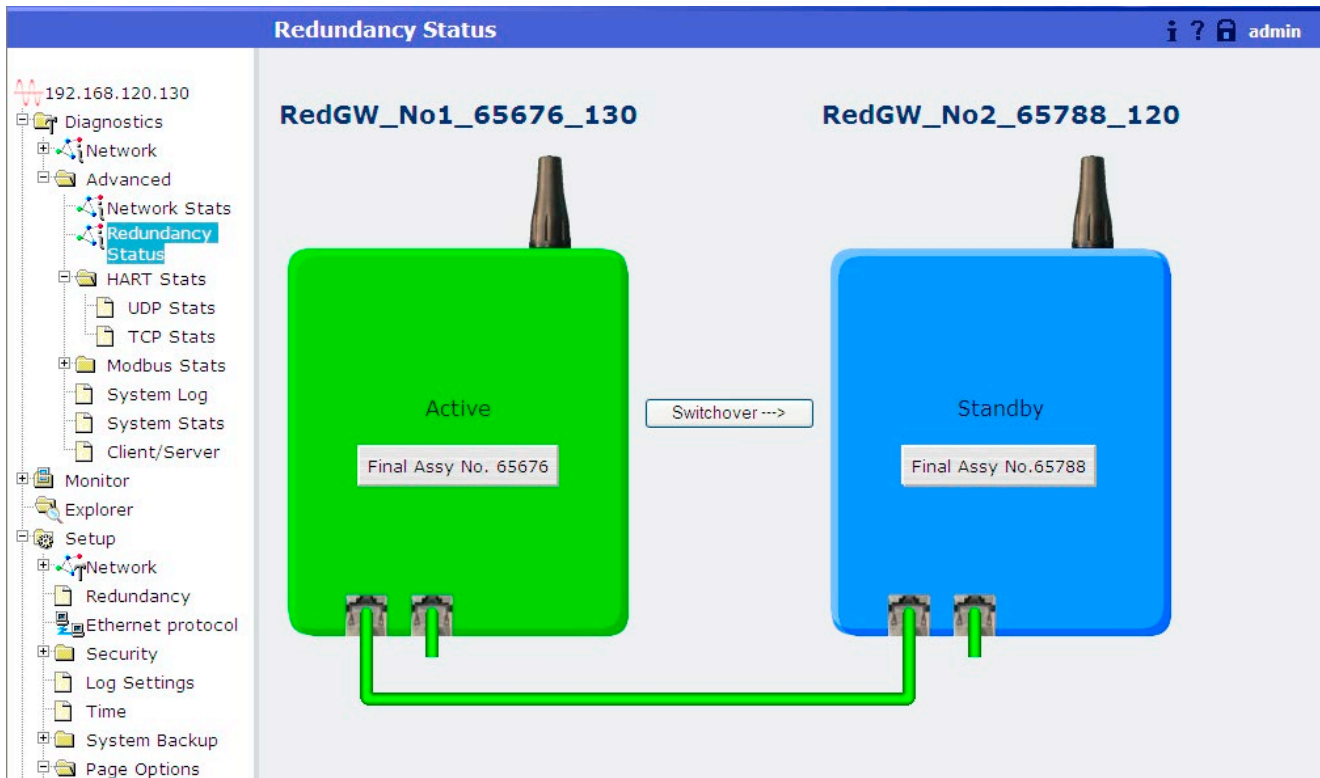 Redundancy Status
i ? admin
192.168.120.130
Diagnostics
Network
Advanced
Network Stats
Redundancy
Status
HART Stats
UDP Stats
TCP Stats
Modbus Stats
System Log
System Stats
Client/Server
Monitor
Explorer
Setup
Network
Redundancy
Ethernet protocol
Security
Log Settings
Time
System Backup
Page Options
RedGW_No1_65676_130
RedGW_No2_65788_120
Active
Switchover --->
Standby
Final Assy No. 65676
Final Assy No.65788